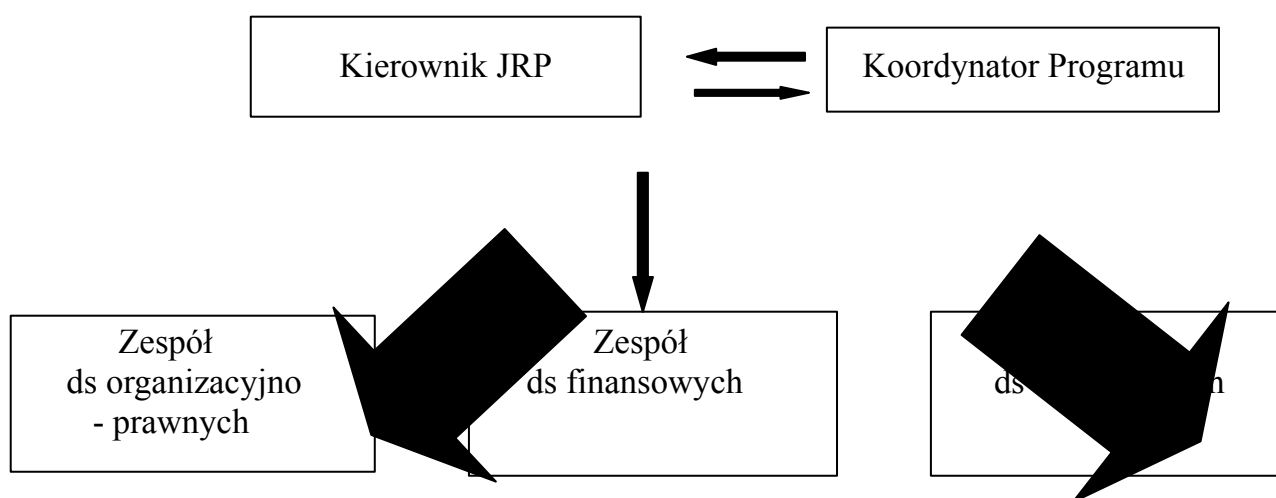 Kierownik JRP
Koordynator Programu
Zespół
ds organizacyjno
- prawnych
Zespół
ds finansowych
ds